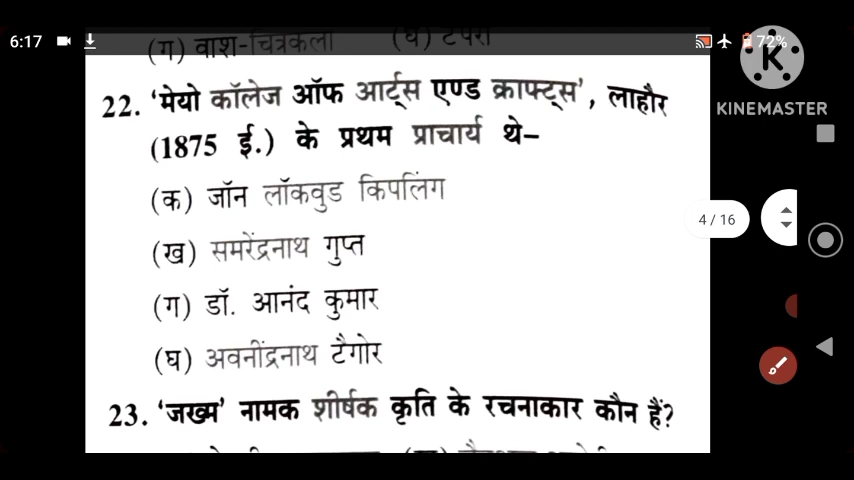 6:17
72%
(ग) वाश-चित्रकला (घ) टेंपरा
K
KINEMASTER
22. 'मेयो कॉलेज ऑफ आर्ट्स एण्ड क्राफ्ट्स', लाहौर
(1875 ई.) के प्रथम प्राचार्य थे–
(क) जॉन लॉकवुड किपलिंग
4 / 16
(ख) समरेंद्रनाथ गुप्त
(ग) डॉ. आनंद कुमार
(घ) अवनींद्रनाथ टैगोर
23. 'जख्म' नामक शीर्षक कृति के रचनाकार कौन हैं?